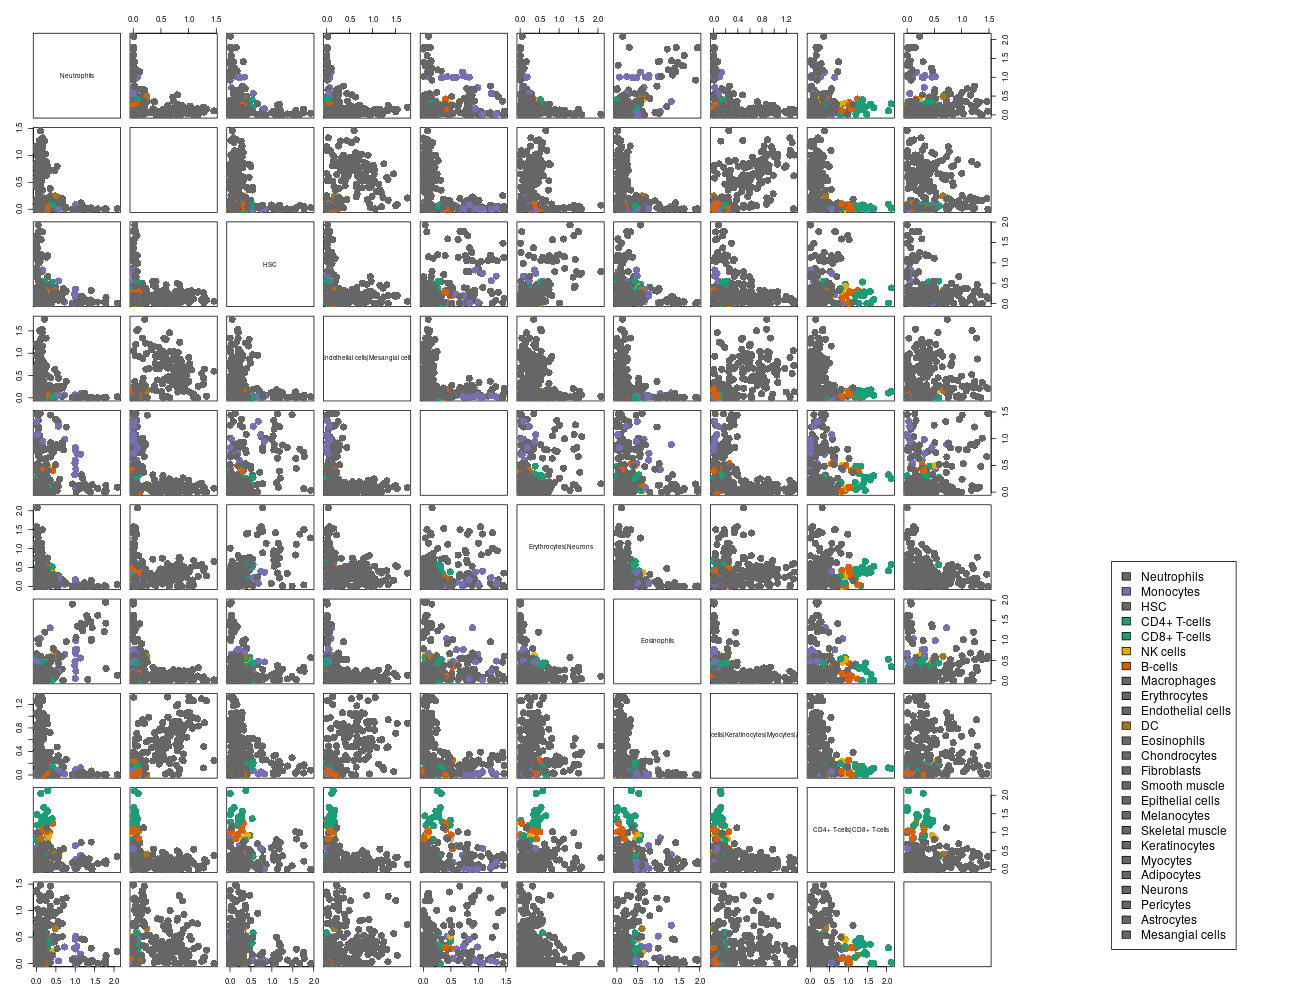 0.0 0.5 1.0 1.5 0.0 0.5 1.0 1.5 0.0 0.5 1.0 1.5 2.0 0.0 0.4 0.8 1.2 0.0 0.5 1.0 1.5
Neutrophils
0.0 0.5 1.0 1.5 2.0
0.0 0.5 1.0 1.5
HSC
0.0 0.5 1.0 1.5 2.0
0.0 0.5 1.0 1.5
Endothelial cells|Mesangial cell
0.0 0.5 1.0 1.5
0.0 0.5 1.0 1.5 2.0
Erythrocytes|Neurons
Eosinophils
0.0 0.5 1.0 1.5 2.0
0.0 0.4 0.8 1.2
cells|Keratinocytes|Myocytes|
CD4+ T-cells|CD8+ T-cells
0.0 0.5 1.0 1.5 2.0
0.0 0.5 1.0 1.5
0.0 0.5 1.0 1.5 2.0 0.0 0.5 1.0 1.5 2.0 0.0 0.5 1.0 1.5 0.0 0.5 1.0 1.5 2.0 0.0 0.5 1.0 1.5 2.0
Neutrophils
Monocytes
HSC
CD4+ T-cells
CD8+ T-cells
NK cells
B-cells
Macrophages
Erythrocytes
Endothelial cells
DC
Eosinophils
Chondrocytes
Fibroblasts
Smooth muscle
Epithelial cells
Melanocytes
Skeletal muscle
Keratinocytes
Myocytes
Adipocytes
Neurons
Pericytes
Astrocytes
Mesangial cells